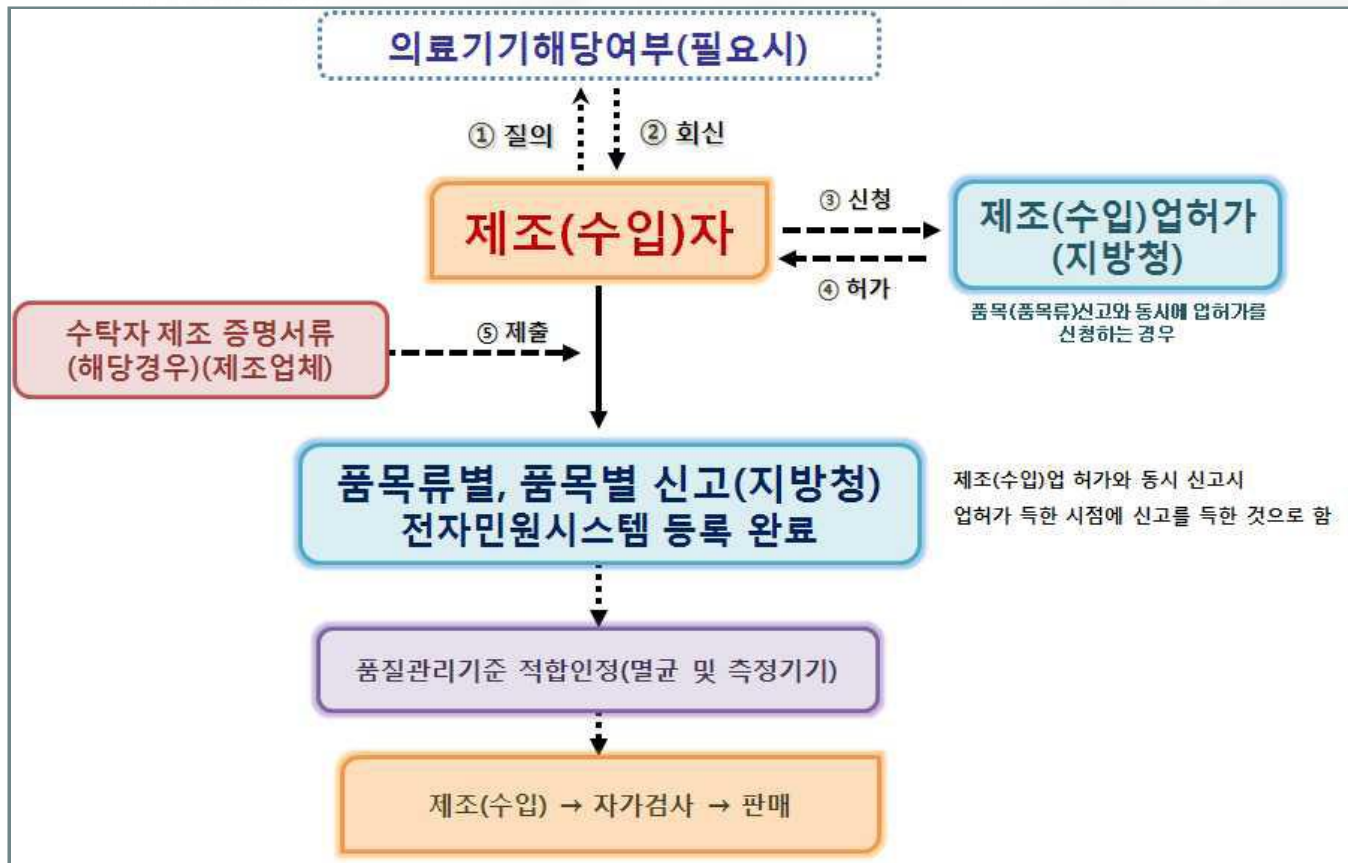 의료기기해당여부(필요시)
① 질의
② 회신
제조(수입)자
③ 신청
④ 허가
제조(수입)업허가
(지방청)
품목(품목류)신고와 동시에 업허가를
신청하는 경우
수탁자 제조 증명서류
(해당경우)(제조업체)
⑤ 제출
품목류별, 품목별 신고(지방청)
전자민원시스템 등록 완료
제조(수입)업 허가와 동시 신고시
업허가 득한 시점에 신고를 득한 것으로 함
품질관리기준 적합인정(멸균 및 측정기기)
제조(수입) → 자가검사 → 판매